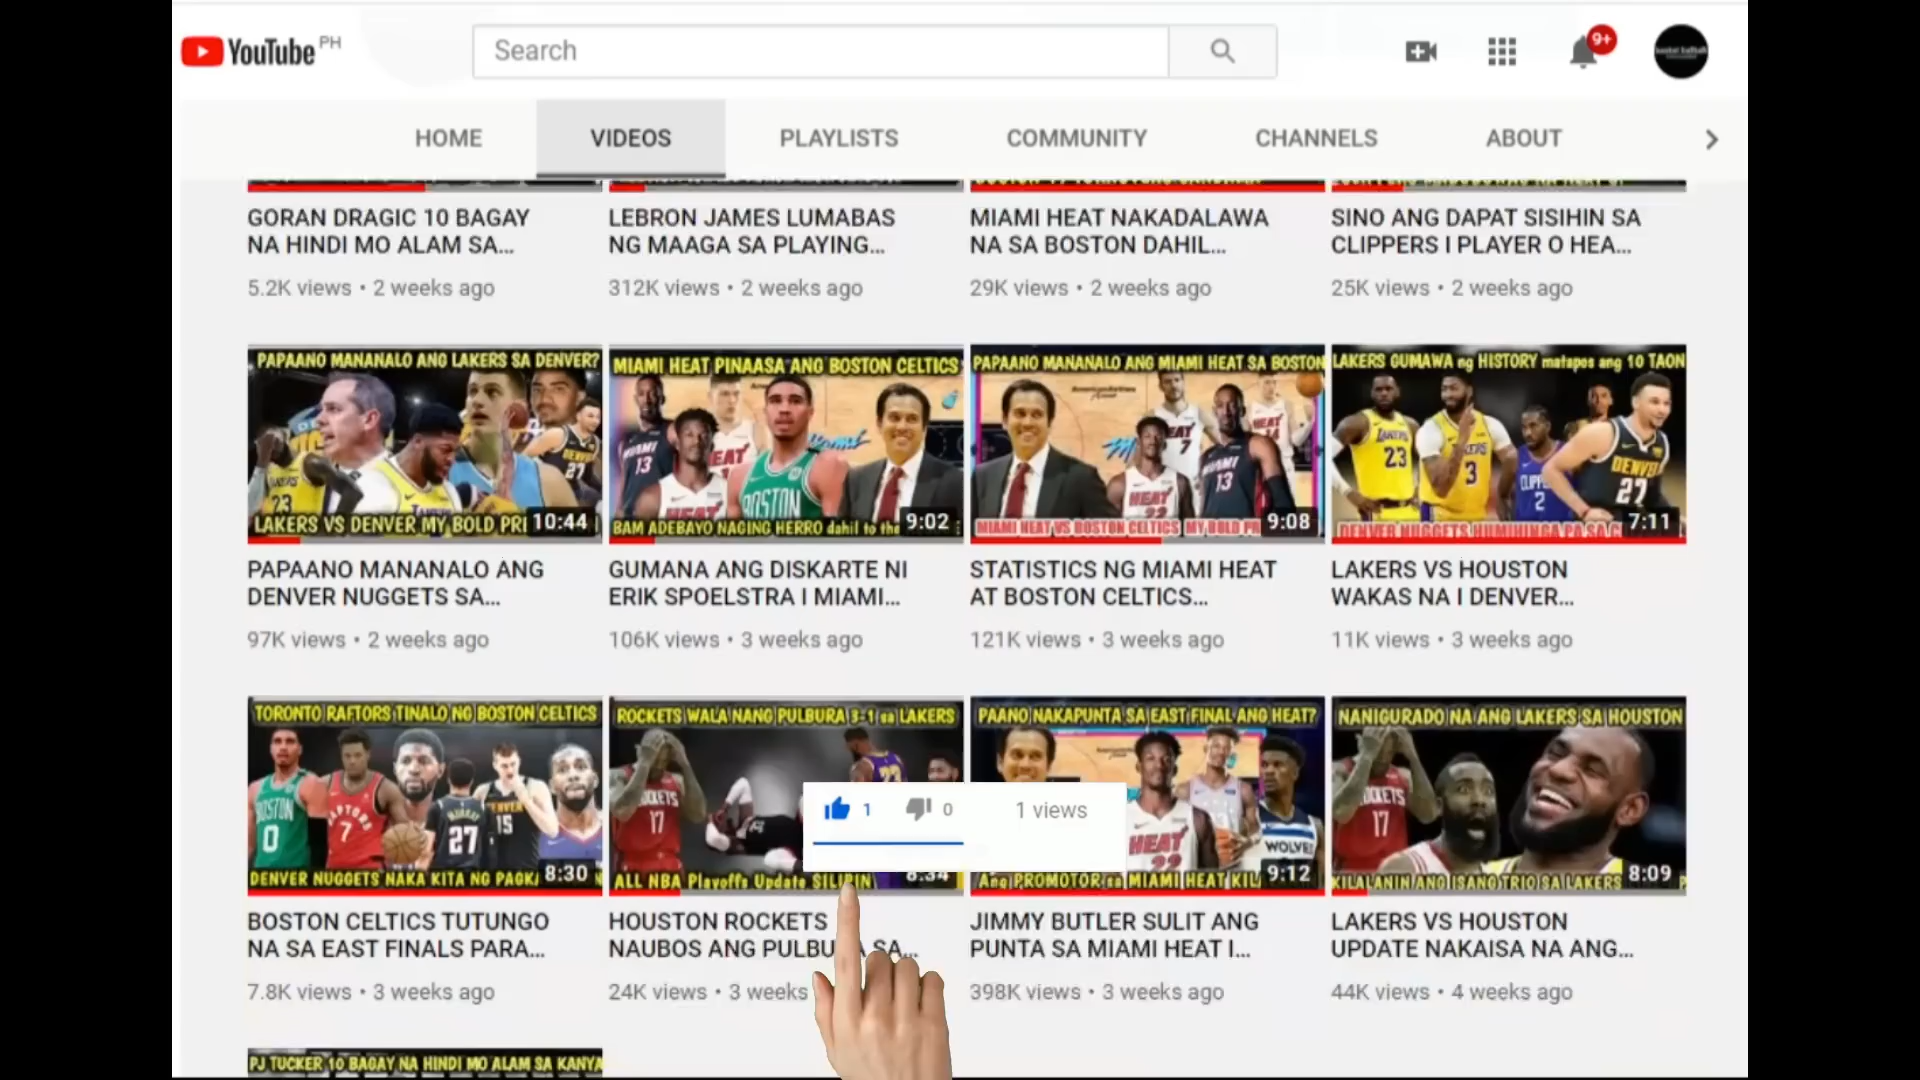 YouTube PH
Search
9+
HOME
VIDEOS
PLAYLISTS
COMMUNITY
CHANNELS
ABOUT
GORAN DRAGIC 10 BAGAY
NA HINDI MO ALAM SA...
5.2K views • 2 weeks ago
LEBRON JAMES LUMABAS
NG MAAGA SA PLAYING...
312K views • 2 weeks ago
MIAMI HEAT NAKADALAWA
NA SA BOSTON DAHIL...
29K views • 2 weeks ago
SINO ANG DAPAT SISIHIN SA
CLIPPERS I PLAYER O HEA...
25K views • 2 weeks ago
PAPAANO MANANALO ANG LAKERS SA DENVER?
LAKERS VS DENVER MY BOLD PRE
10:44
PAPAANO MANANALO ANG
DENVER NUGGETS SA...
97K views • 2 weeks ago
MIAMI HEAT PINAASA ANG BOSTON CELTICS
BAM ADEBAYO NAGING HERRO dahil to the
9:02
GUMANA ANG DISKARTE NI
ERIK SPOELSTRA I MIAMI...
106K views • 3 weeks ago
PAPAANO MANANALO ANG MIAMI HEAT SA BOSTON
MIAMI HEAT VS BOSTON CELTICS MY BOLD PR
9:08
STATISTICS NG MIAMI HEAT
AT BOSTON CELTICS...
121K views • 3 weeks ago
LAKERS GUMAWA ng HISTORY matapos ang 10 TAON
DENVER NUGGETS HUMIHINGA PA SA
7:11
LAKERS VS HOUSTON
WAKAS NA I DENVER...
11K views • 3 weeks ago
TORONTO RAFTORS TINALO NG BOSTON CELTICS
DENVER NUGGETS NAKA KITA NG PAGKA
8:30
BOSTON CELTICS TUTUNGO
NA SA EAST FINALS PARA...
7.8K views • 3 weeks ago
ROCKETS WALA NANG PULBURA 3-1 sa LAKERS
ALL NBA Playoffs Update SILIPIN
8:34
HOUSTON ROCKETS
NAUBOS ANG PULBURA SA...
24K views • 3 weeks
1
0
1 views
PAANO NAKAPUNTA SA EAST FINAL ANG HEAT?
Ang PROMOTOR sa MIAMI HEAT KIL
9:12
JIMMY BUTLER SULIT ANG
PUNTA SA MIAMI HEAT I...
398K views • 3 weeks ago
NANIGURADO NA ANG LAKERS SA HOUSTON
KILALANIN ANG ISANG TRIO SA LAKERS
8:09
LAKERS VS HOUSTON
UPDATE NAKAISA NA ANG...
44K views • 4 weeks ago
PJ TUCKER 10 BAGAY NA HINDI MO ALAM SA KANYA